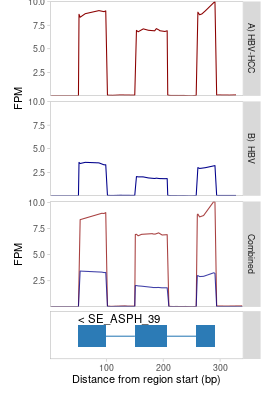 10.0
7.5
5.0
2.5
FPM
A) HBV-HCC
10.0
7.5
5.0
2.5
B) HBV
10.0
7.5
5.0
2.5
FPM
Combined
< SE_ASPH_39
100
200
300
Distance from region start (bp)